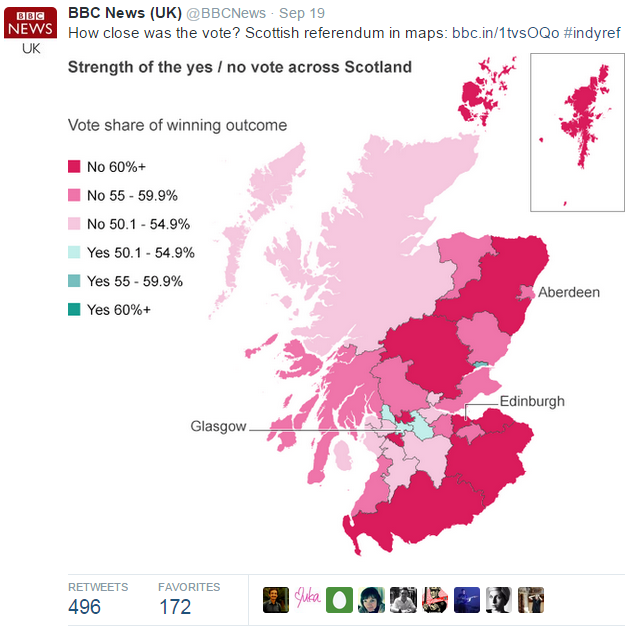 BBC
NEWS
UK
BBC News (UK) @BBCNews · Sep 19
How close was the vote? Scottish referendum in maps: bbc.in/1tvsOQo #indyref
Strength of the yes / no vote across Scotland
Vote share of winning outcome
No 60%+
No 55 - 59.9%
No 50.1 - 54.9%
Yes 50.1 - 54.9%
Yes 55 - 59.9%
Yes 60%+
Aberdeen
Edinburgh
Glasgow
RETWEETS
496
FAVORITES
172